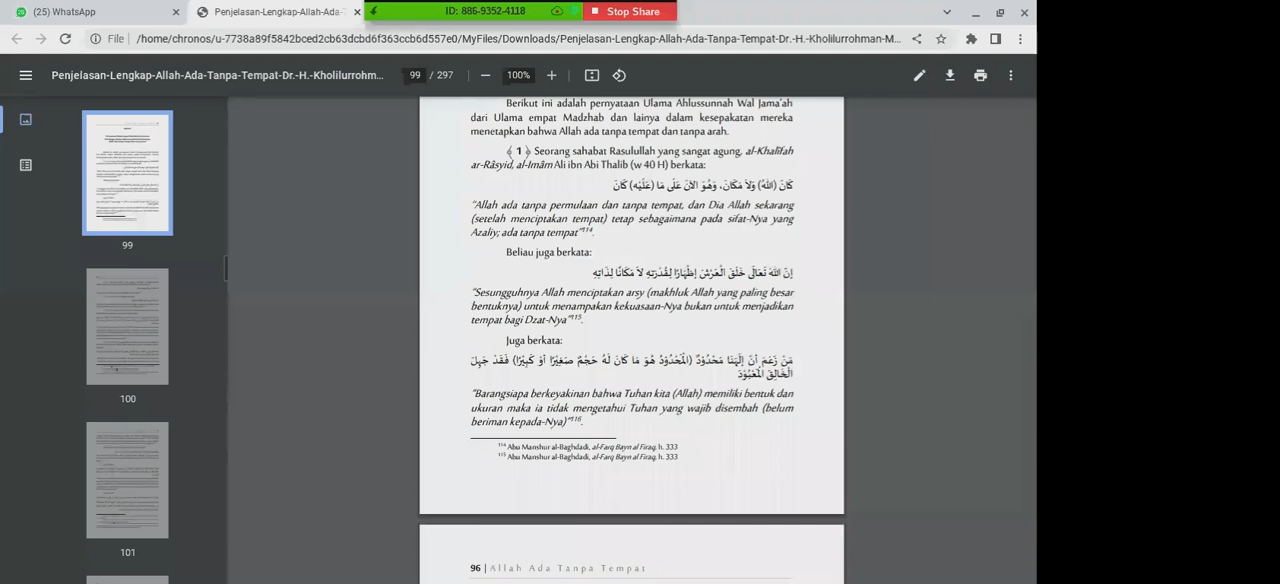 (25) WhatsApp
Penjelasan-Lengkap-Allah-Ada-T
ID: 886-9352-4118
Stop Share
File
/home/chronos/u-7738a89f5842bced2cb63dcbd6f363ccb6d557e0/MyFiles/Downloads/Penjelasan-Lengkap-Allah-Ada-Tanpa-Tempat-Dr.-H.-Kholilurrohman-M...
Penjelasan-Lengkap-Allah-Ada-Tanpa-Tempat-Dr.-H.-Kholilurrohm...
99 / 297
100%
99
100
101
Berikut ini adalah pernyataan Ulama Ahlussunnah Wal Jama'ah
dari Ulama empat Madzhab dan lainya dalam kesepakatan mereka
menetapkan bahwa Allah ada tanpa tempat dan tanpa arah.
﴾ 1 ﴿ Seorang sahabat Rasulullah yang sangat agung, al-Khalîfah
ar-Râsyid, al-Imâm Ali ibn Abi Thalib (w 40 H) berkata:
كَانَ (اللهُ) وَلاَ مَكَانَ، وَهُوَ الآنَ عَلَى مَا (عَلَيْه) كَانَ
"Allah ada tanpa permulaan dan tanpa tempat, dan Dia Allah sekarang
(setelah menciptakan tempat) tetap sebagaimana pada sifat-Nya yang
Azaliy; ada tanpa tempat"114.
Beliau juga berkata:
إنّ اللهَ تَعَالَى خَلَقَ الْعَرْشَ إِظْهَارًا لِقُدْرَتهِ لاَ مَكَانًا لِذَاتِهِ
"Sesungguhnya Allah menciptakan arsy (makhluk Allah yang paling besar
bentuknya) untuk menampakan kekuasaan-Nya bukan untuk menjadikan
tempat bagi Dzat-Nya"115.
Juga berkata:
مَنْ زَعَمَ أنّ إلَهَنَا مَحْدُوْدٌ (الْمَحْدُوْدُ هُوَ مَا كَانَ لَهُ حَجْمٌ صَغِيْرًا أوْ كَبِيْرًا) فَقَدْ جَهِلَ
الْخَالِقَ الْمَعْبُوْدَ
"Barangsiapa berkeyakinan bahwa Tuhan kita (Allah) memiliki bentuk dan
ukuran maka ia tidak mengetahui Tuhan yang wajib disembah (belum
beriman kepada-Nya)"116.
114 Abu Manshur al-Baghdadi, al-Farq Bayn al Firaq, h. 333
115 Abu Manshur al-Baghdadi, al-Farq Bayn al Firaq, h. 333
96 | Allah Ada Tanpa Tempat